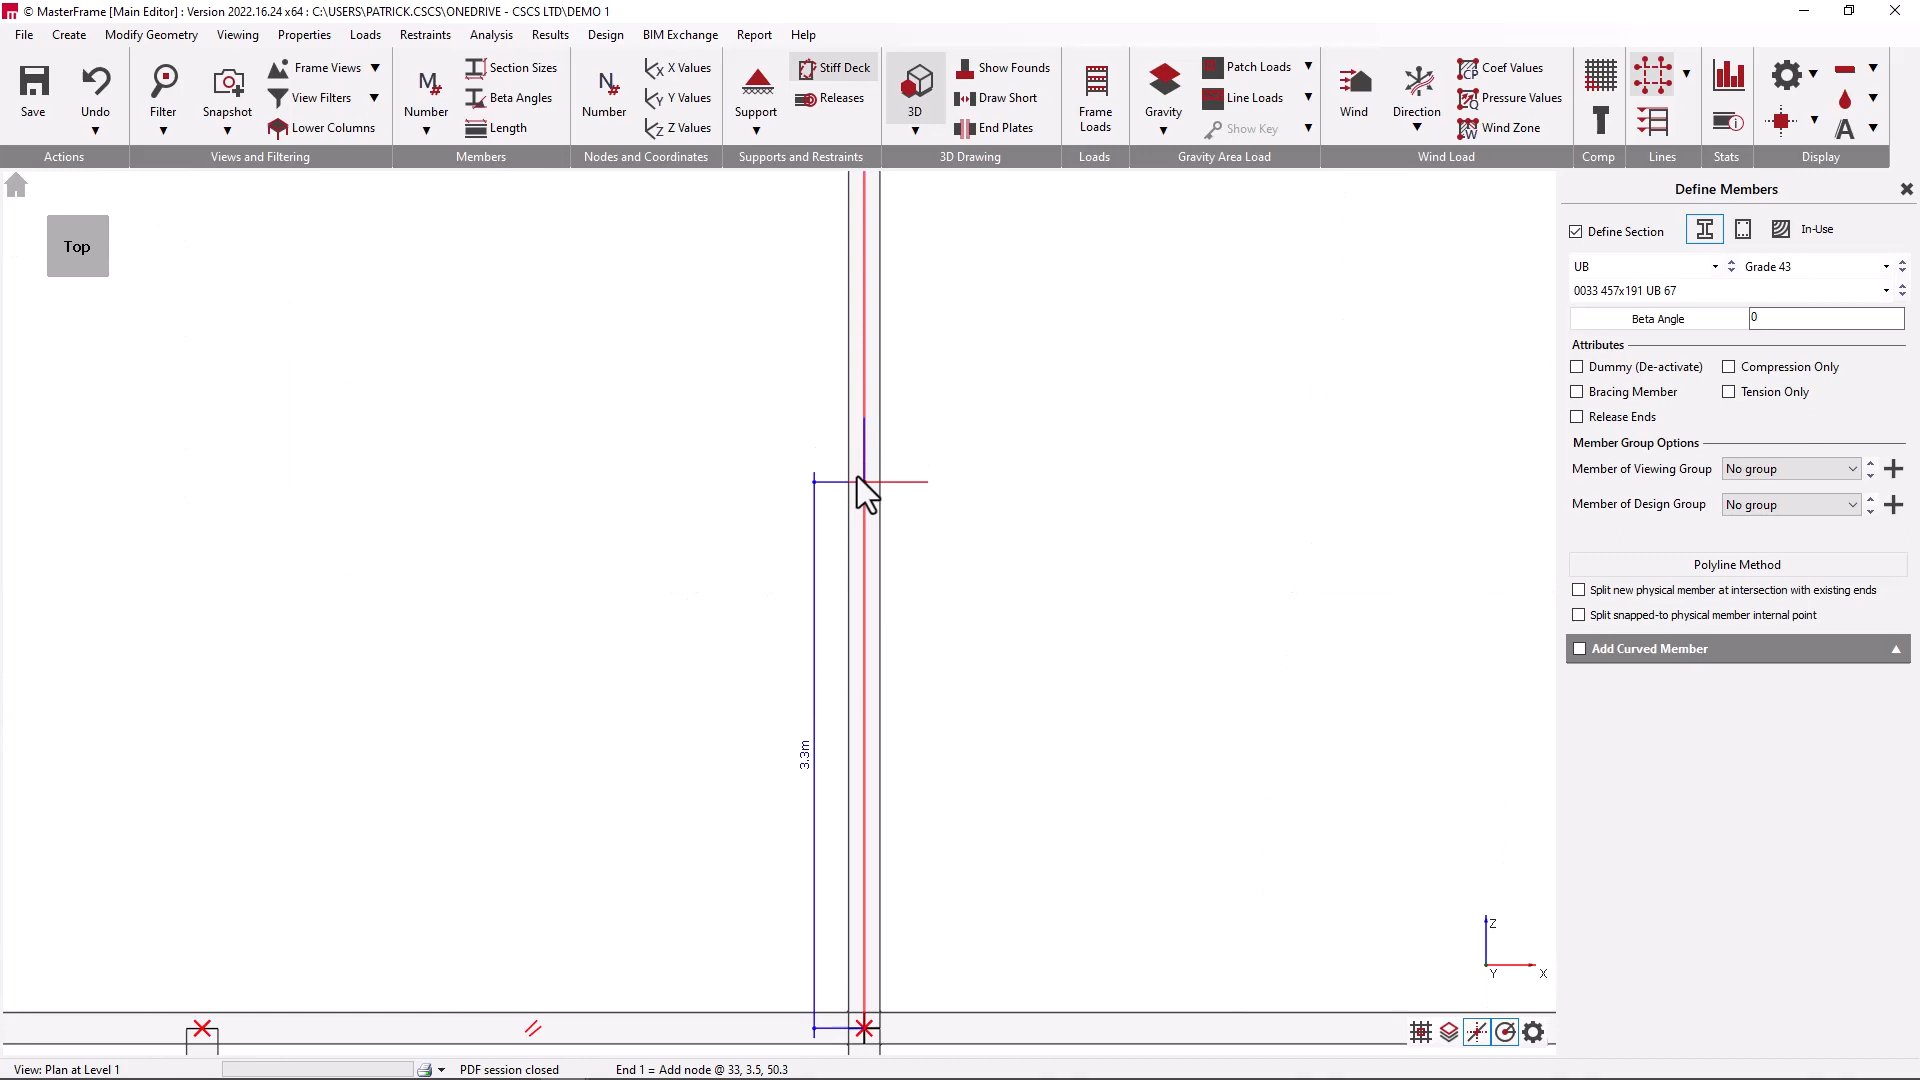 © MasterFrame [Main Editor] : Version 2022.16.24 x64 : C:\USERS\PATRICK.CSCS\ONEDRIVE - CSCS LTD\DEMO 1
File Create Modify Geometry Viewing Properties Loads Restraints Analysis Results Design BIM Exchange Report Help
Save
Undo
Actions
Filter
Snapshot
Frame Views
View Filters
Lower Columns
Views and Filtering
M#
Number
Section Sizes
Beta Angles
Length
Members
N#
Number
X Values
Y Values
Z Values
Nodes and Coordinates
Support
Stiff Deck
Releases
Supports and Restraints
3D
Show Founds
Draw Short
End Plates
3D Drawing
Frame
Loads
Loads
Gravity
Patch Loads
Line Loads
Show Key
Gravity Area Load
Wind
Direction
Coef Values
Pressure Values
Wind Zone
Wind Load
Comp
Lines
Stats
Display
Top
3.3m
Z
Y X
Define Members
Define Section In-Use
UB Grade 43
0033 457x191 UB 67
Beta Angle 0
Attributes
Dummy (De-activate) Compression Only
Bracing Member Tension Only
Release Ends
Member Group Options
Member of Viewing Group No group
Member of Design Group No group
Polyline Method
Split new physical member at intersection with existing ends
Split snapped-to physical member internal point
Add Curved Member
View: Plan at Level 1 PDF session closed End 1 = Add node @ 33, 3.5, 50.3